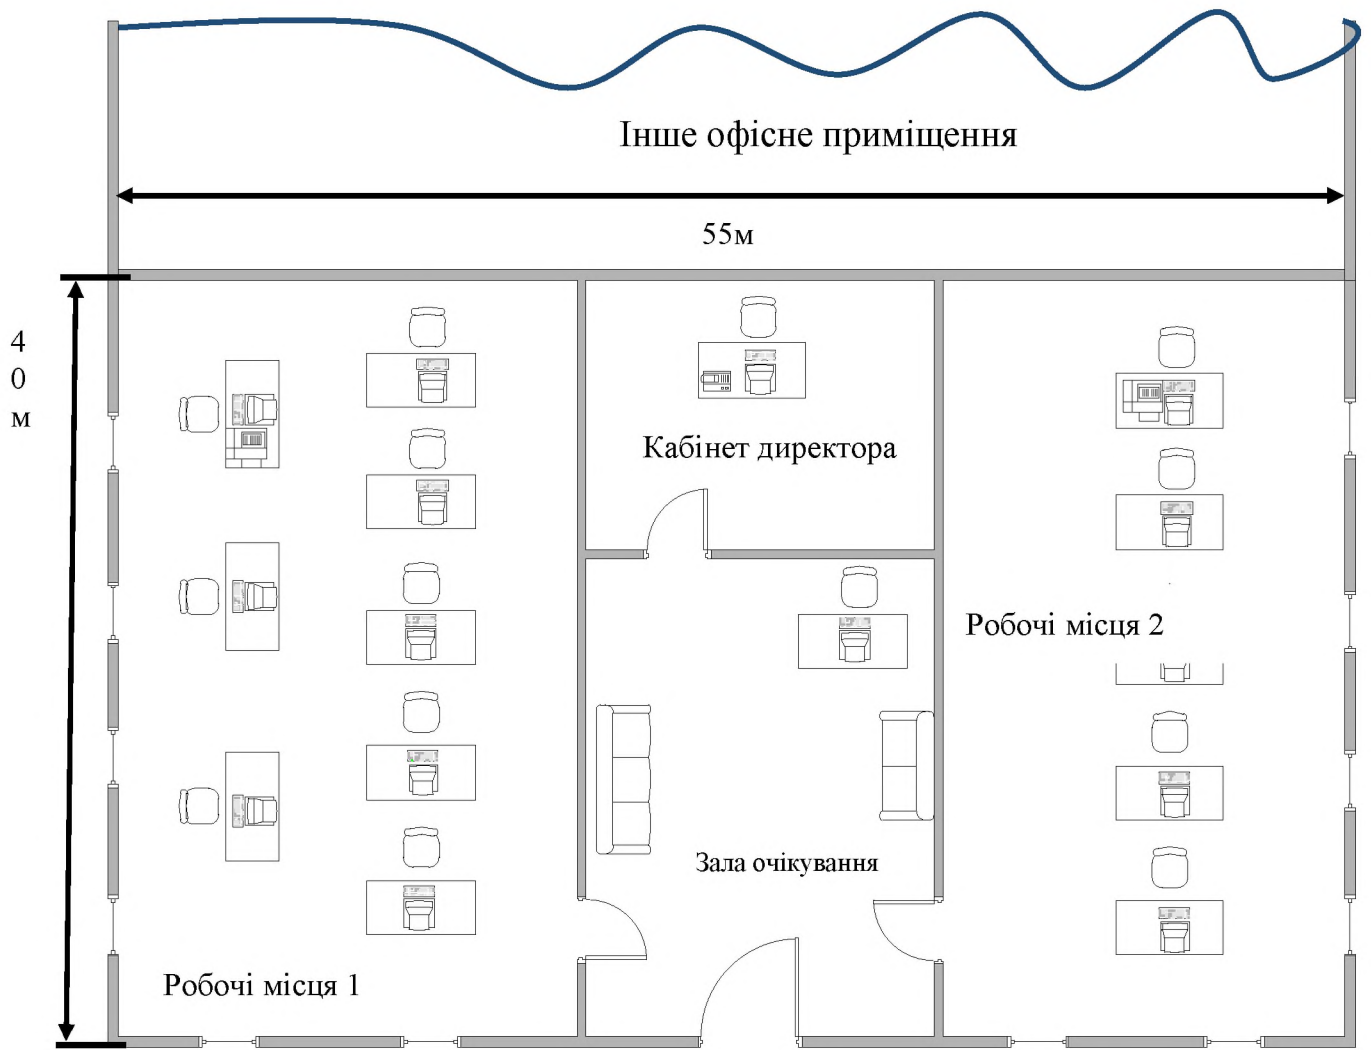 Інше офісне приміщення
55м
4
0
м
Кабінет директора
Робочі місця 2
Зала очікування
Робочі місця 1